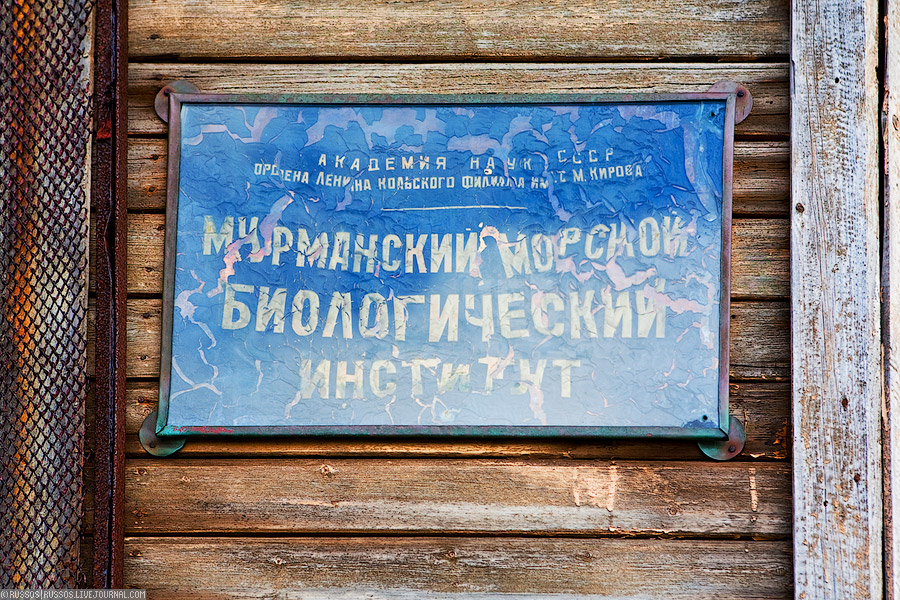 АКАДЕМИЯ НАУК СССР
ОРДЕНА ЛЕНИНА КОЛЬСКОГО ФИЛИАЛА ИМ. С. М. КИРОВА
МУРМАНСКИЙ МОРСКОЙ
БИОЛОГИЧЕСКИЙ
ИНСТИТУТ
©RUSSOS|RUSSOS.LIVEJOURNAL.COM